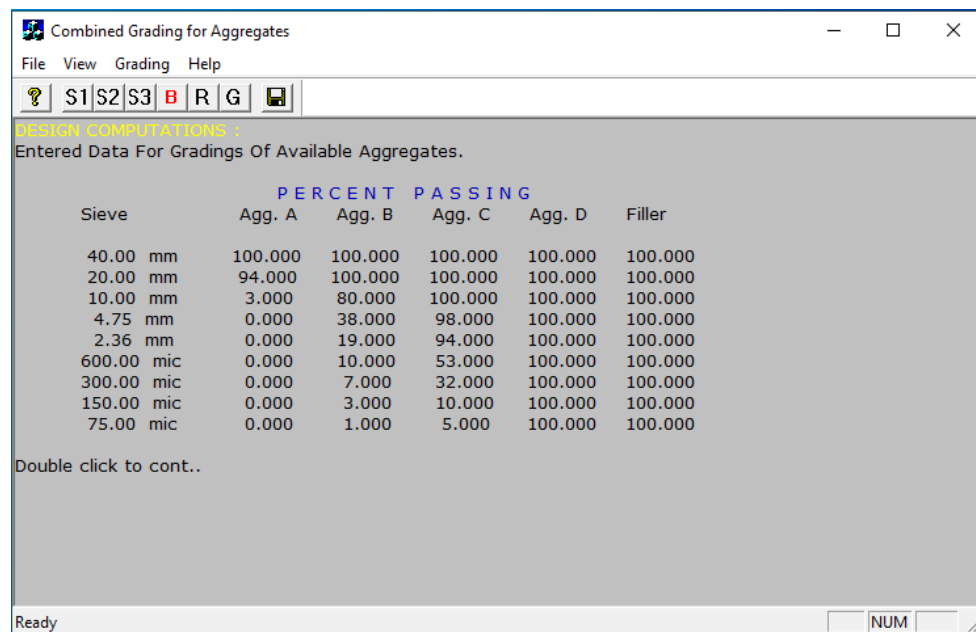 Combined Grading for Aggregates
File View Grading Help
? S1 S2 S3 B R G
DESIGN COMPUTATIONS :
Entered Data For Gradings Of Available Aggregates.
P E R C E N T P A S S I N G
Sieve Agg. A Agg. B Agg. C Agg. D Filler
40.00 mm 100.000 100.000 100.000 100.000 100.000
20.00 mm 94.000 100.000 100.000 100.000 100.000
10.00 mm 3.000 80.000 100.000 100.000 100.000
4.75 mm 0.000 38.000 98.000 100.000 100.000
2.36 mm 0.000 19.000 94.000 100.000 100.000
600.00 mic 0.000 10.000 53.000 100.000 100.000
300.00 mic 0.000 7.000 32.000 100.000 100.000
150.00 mic 0.000 3.000 10.000 100.000 100.000
75.00 mic 0.000 1.000 5.000 100.000 100.000
Double click to cont..
Ready NUM